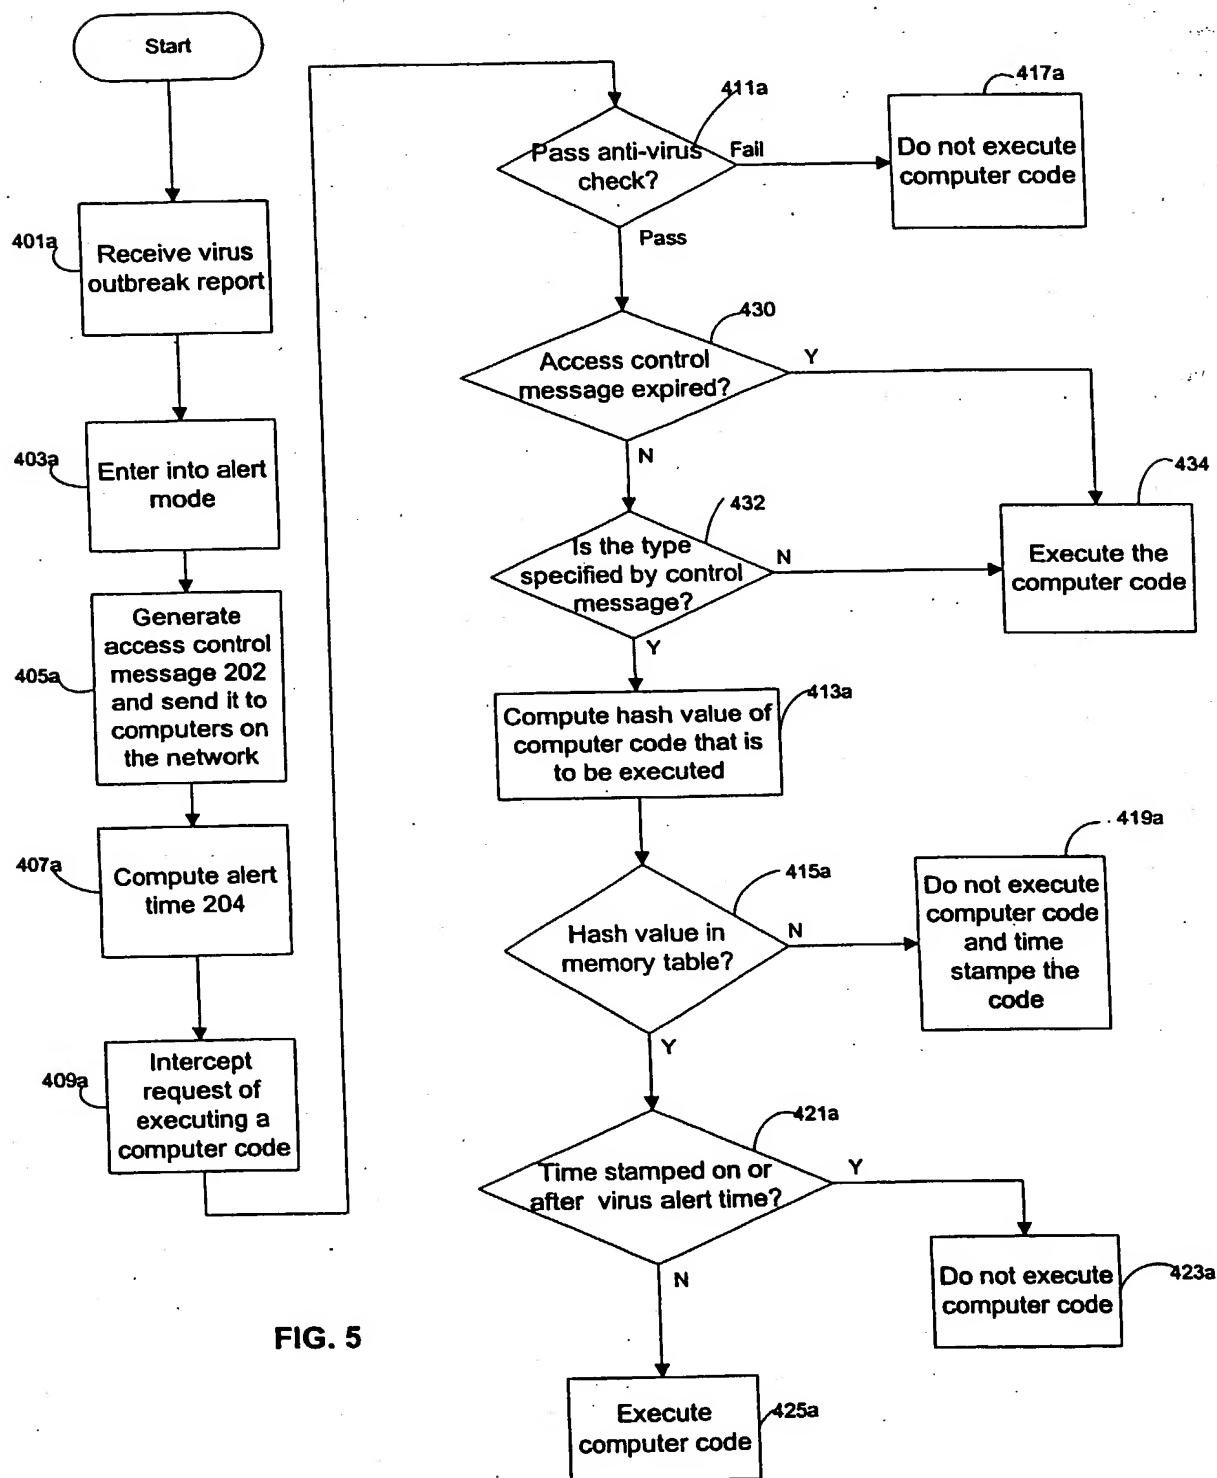 Start
401a
Receive virus
outbreak report
403a
Enter into alert
mode
405a
Generate
access control
message 202
and send it to
computers on
the network
407a
Compute alert
time 204
409a
Intercept
request of
executing a
computer code
411a
Pass anti-virus
check?
Fail
417a
Do not execute
computer code
Pass
430
Access control
message expired?
Y
N
434
Execute the
computer code
432
Is the type
specified by control
message?
N
Y
413a
Compute hash value of
computer code that is
to be executed
415a
Hash value in
memory table?
N
419a
Do not execute
computer code
and time
stampe the
code
Y
421a
Time stamped on or
after virus alert time?
Y
423a
Do not execute
computer code
N
425a
Execute
computer code
FIG. 5